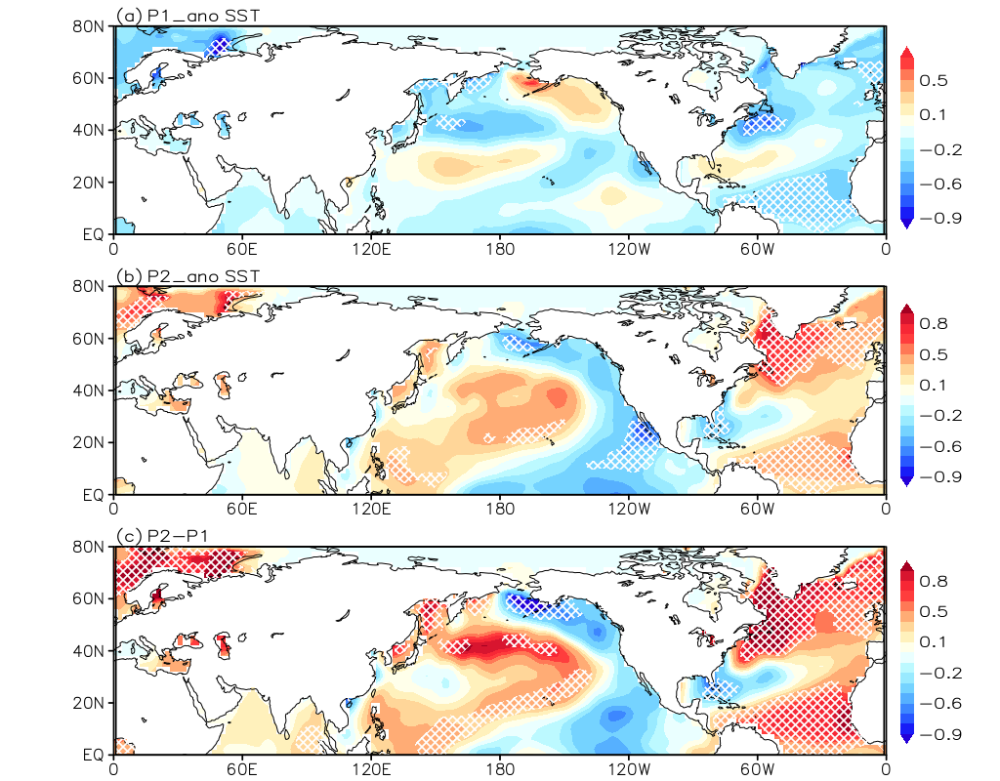 (a) P1_ano SST
80N
60N
40N
20N
EQ
0 60E 120E 180 120W 60W 0
0.5
0.1
−0.2
−0.6
−0.9
(b) P2_ano SST
80N
60N
40N
20N
EQ
0 60E 120E 180 120W 60W 0
0.8
0.5
0.1
−0.2
−0.6
−0.9
(c) P2−P1
80N
60N
40N
20N
EQ
0 60E 120E 180 120W 60W 0
0.8
0.5
0.1
−0.2
−0.6
−0.9